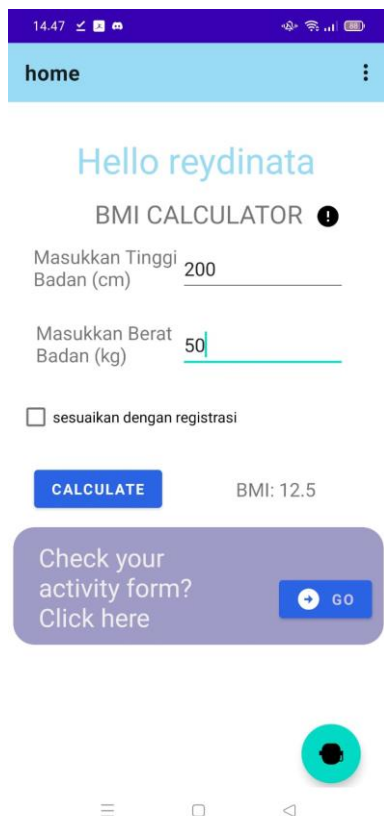 14.47
88
home
Hello reydinata
BMI CALCULATOR
Masukkan Tinggi
Badan (cm)
200
Masukkan Berat
Badan (kg)
50
sesuaikan dengan registrasi
CALCULATE
BMI: 12.5
Check your
activity form?
Click here
GO